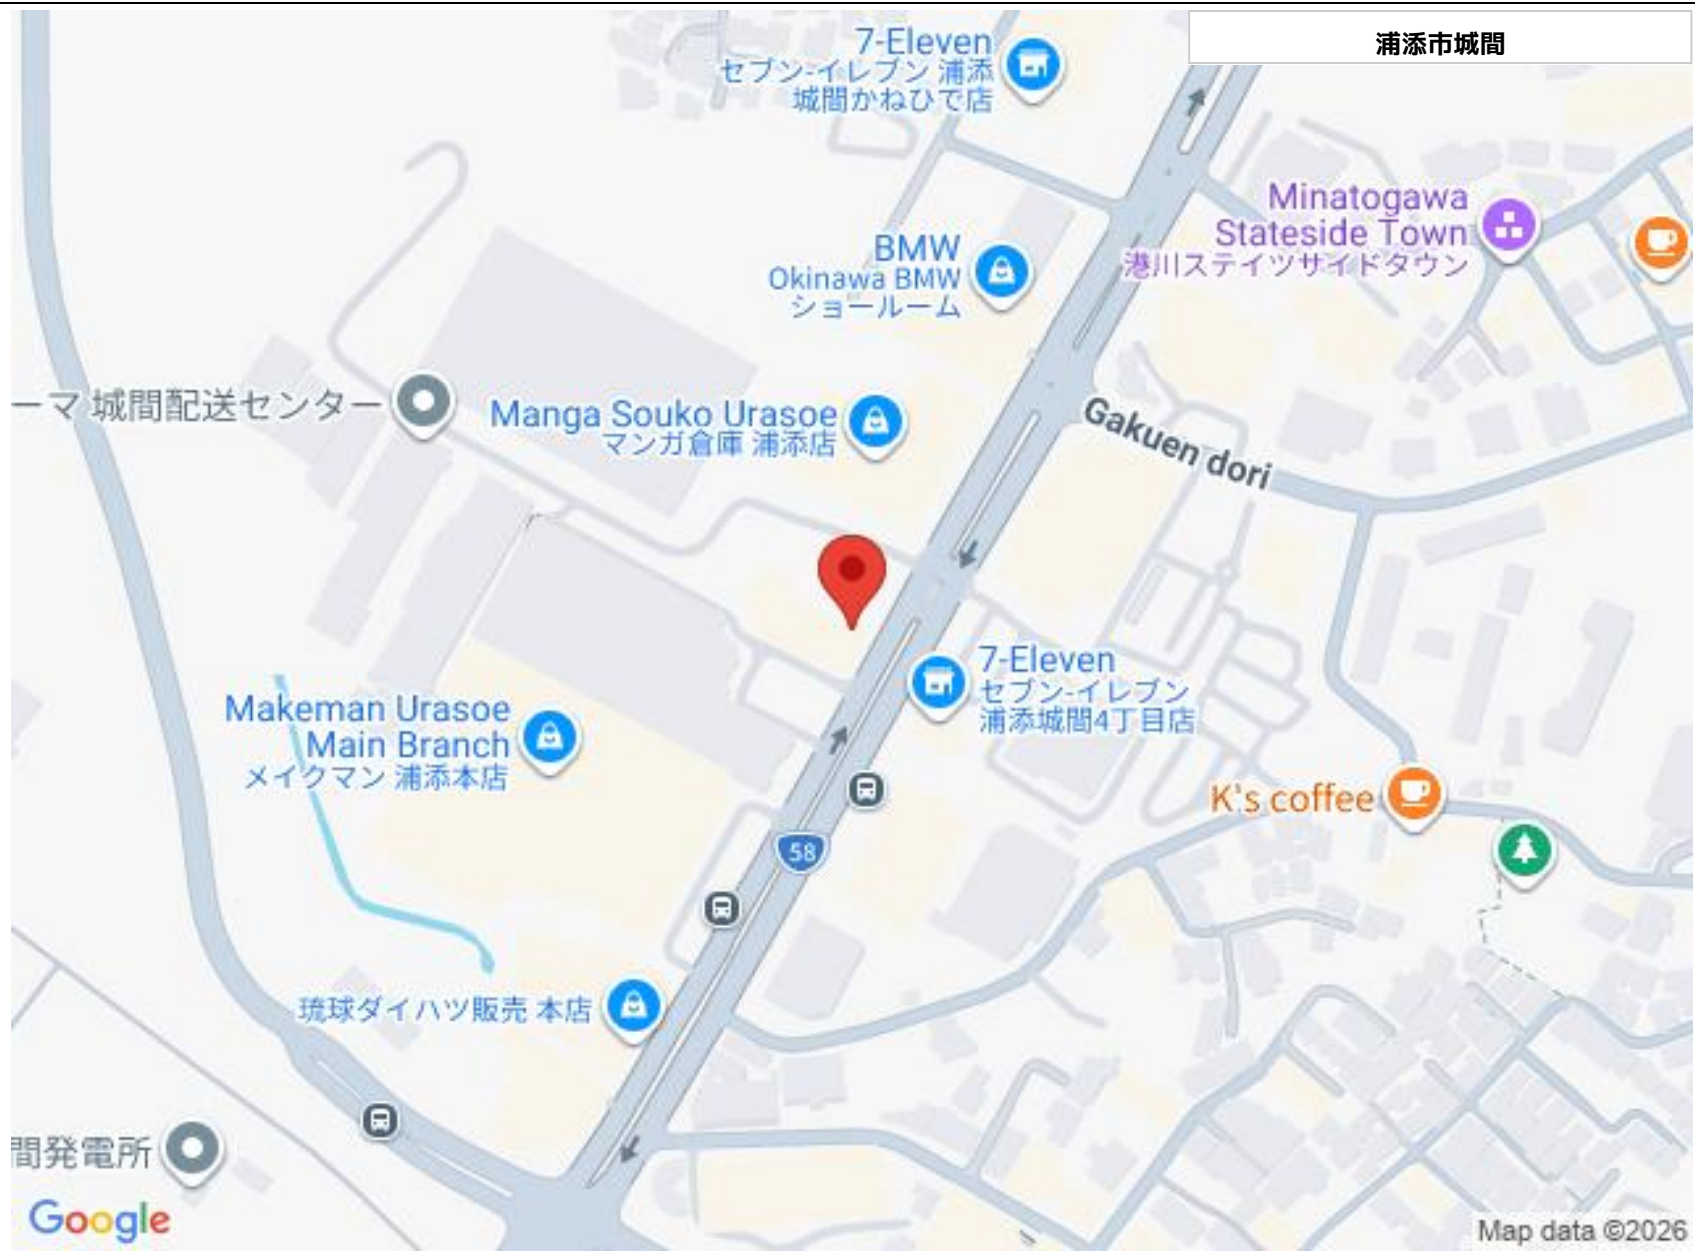 浦添市城間
7-Eleven
セブン-イレブン 浦添
城間かねひで店
Minatogawa
Stateside Town
港川ステイツサイドタウン
BMW
Okinawa BMW
ショールーム
ーマ 城間配送センター
Manga Souko Urasoe
マンガ倉庫 浦添店
Gakuen dori
7-Eleven
セブン-イレブン
浦添城間4丁目店
Makeman Urasoe
Main Branch
メイクマン 浦添本店
K's coffee
58
琉球ダイハツ販売 本店
間発電所
Google
Map data ©2026